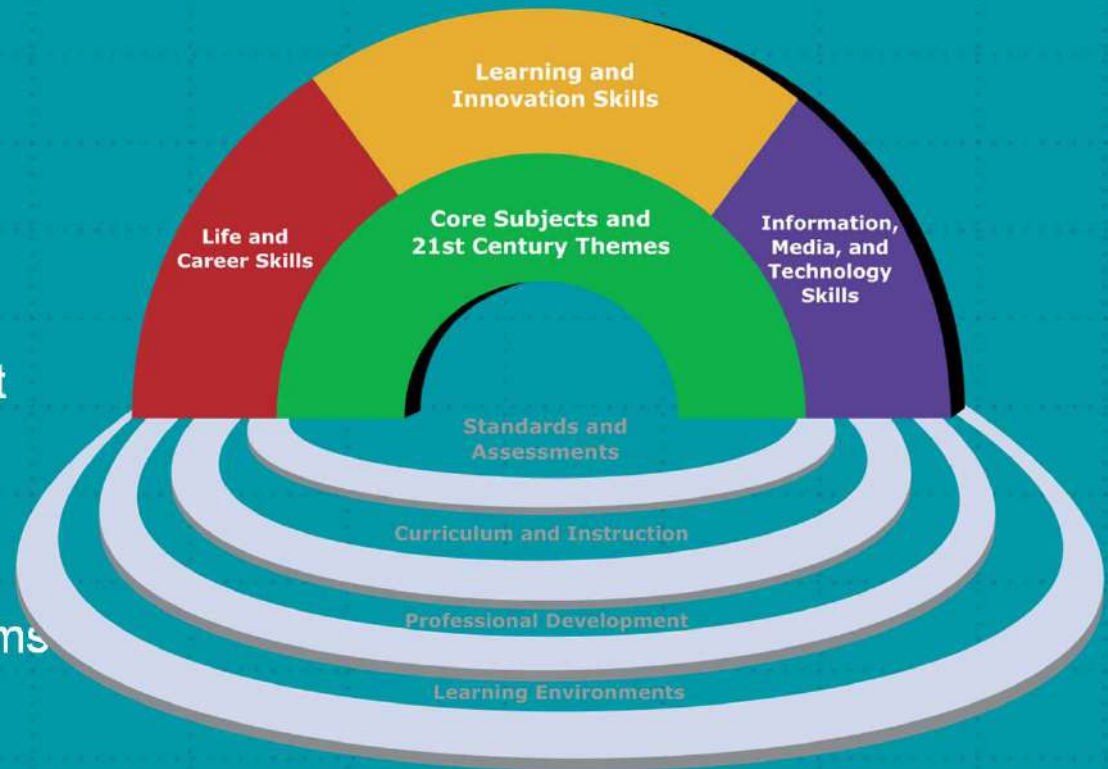 Learning and
Innovation Skills
Core Subjects and
21st Century Themes
Life and
Career Skills
Information,
Media, and
Technology
Skills
Standards and
Assessments
Curriculum and Instruction
Professional Development
Learning Environments